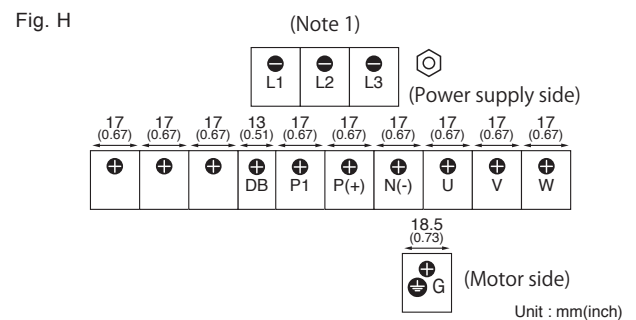 Fig. H
(Note 1)
L1 L2 L3
(Power supply side)
17 17 17 13 17 17 17 17 17 17
(0.67) (0.67) (0.67) (0.51) (0.67) (0.67) (0.67) (0.67) (0.67) (0.67)
DB P1 P(+) N(-) U V W
18.5
(0.73)
G
(Motor side)
Unit : mm(inch)